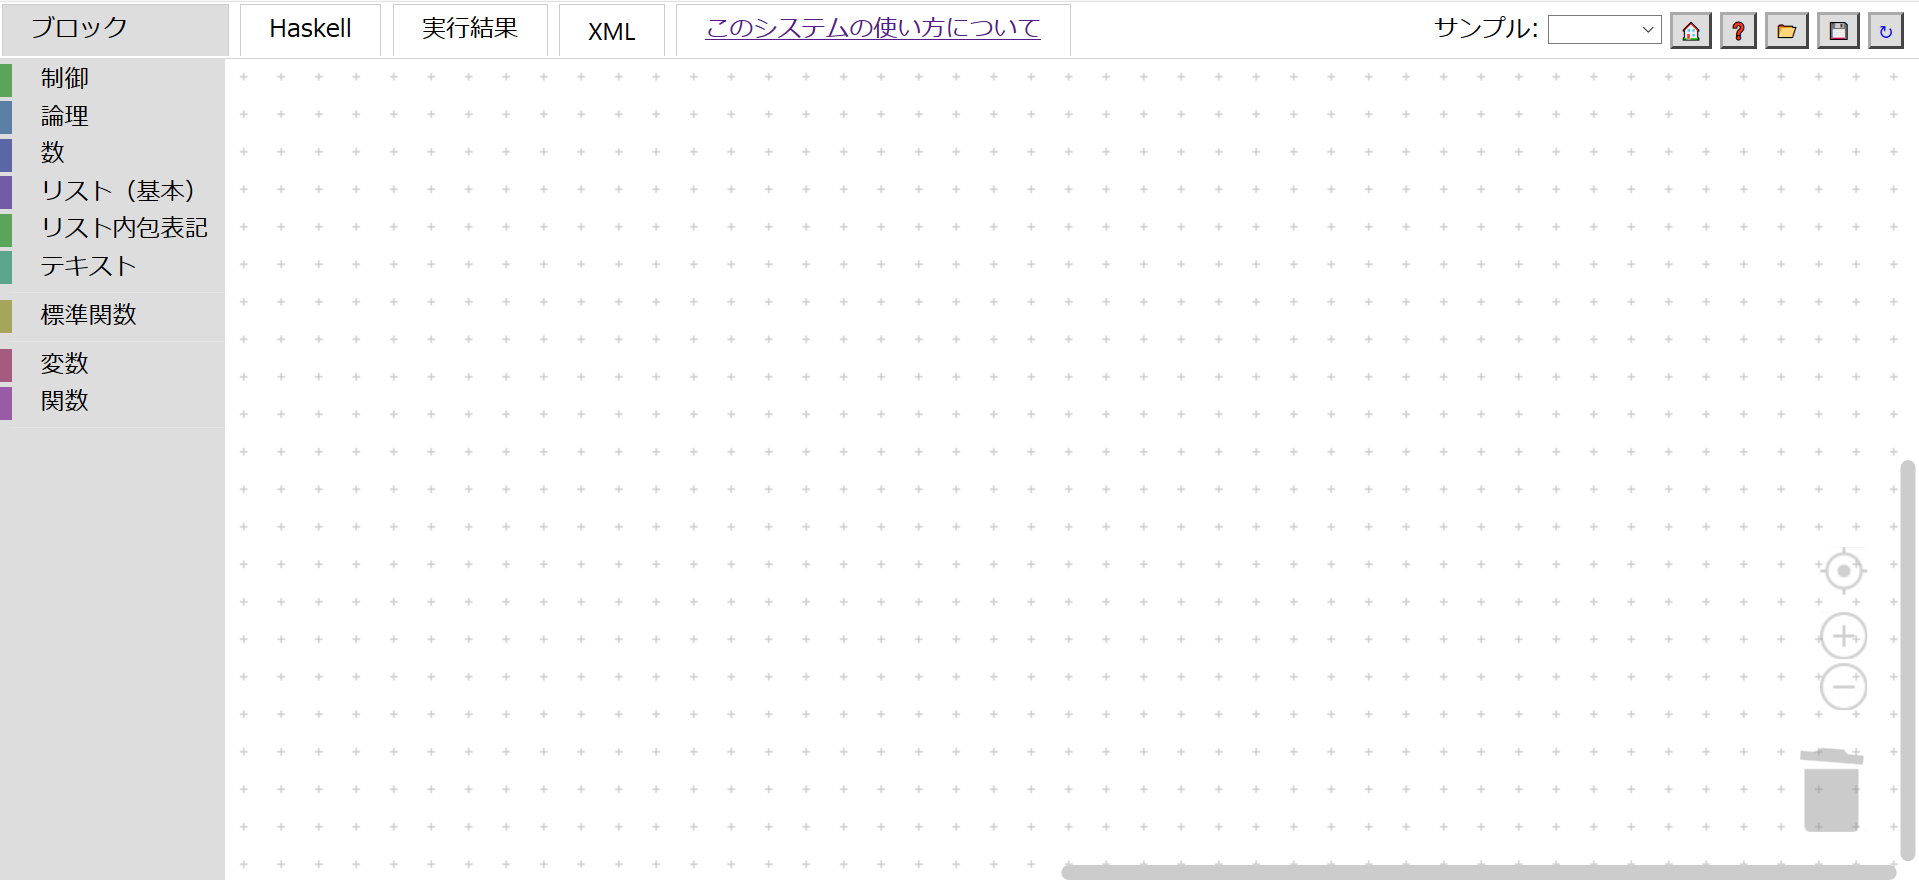 ブロック
Haskell
実行結果
XML
このシステムの使い方について
サンプル:
制御
論理
数
リスト（基本）
リスト内包表記
テキスト
標準関数
変数
関数